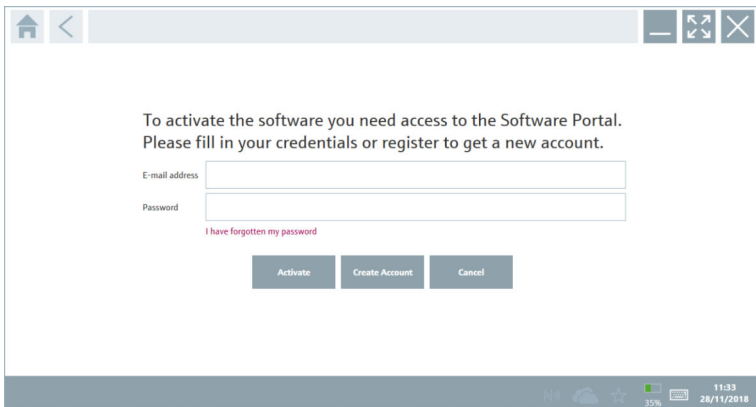 To activate the software you need access to the Software Portal.
Please fill in your credentials or register to get a new account.
E-mail address
Password
I have forgotten my password
Activate
Create Account
Cancel
35%
11:33
28/11/2018